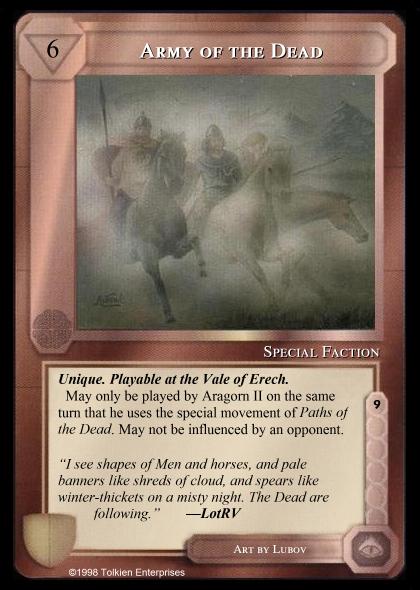 6
ARMY OF THE DEAD
SPECIAL FACTION
Unique. Playable at the Vale of Erech.
May only be played by Aragorn II on the same
turn that he uses the special movement of Paths of
the Dead. May not be influenced by an opponent.
9
“I see shapes of Men and horses, and pale
banners like shreds of cloud, and spears like
winter-thickets on a misty night. The Dead are
following.” —LotRV
ART BY LUBOV
©1998 Tolkien Enterprises